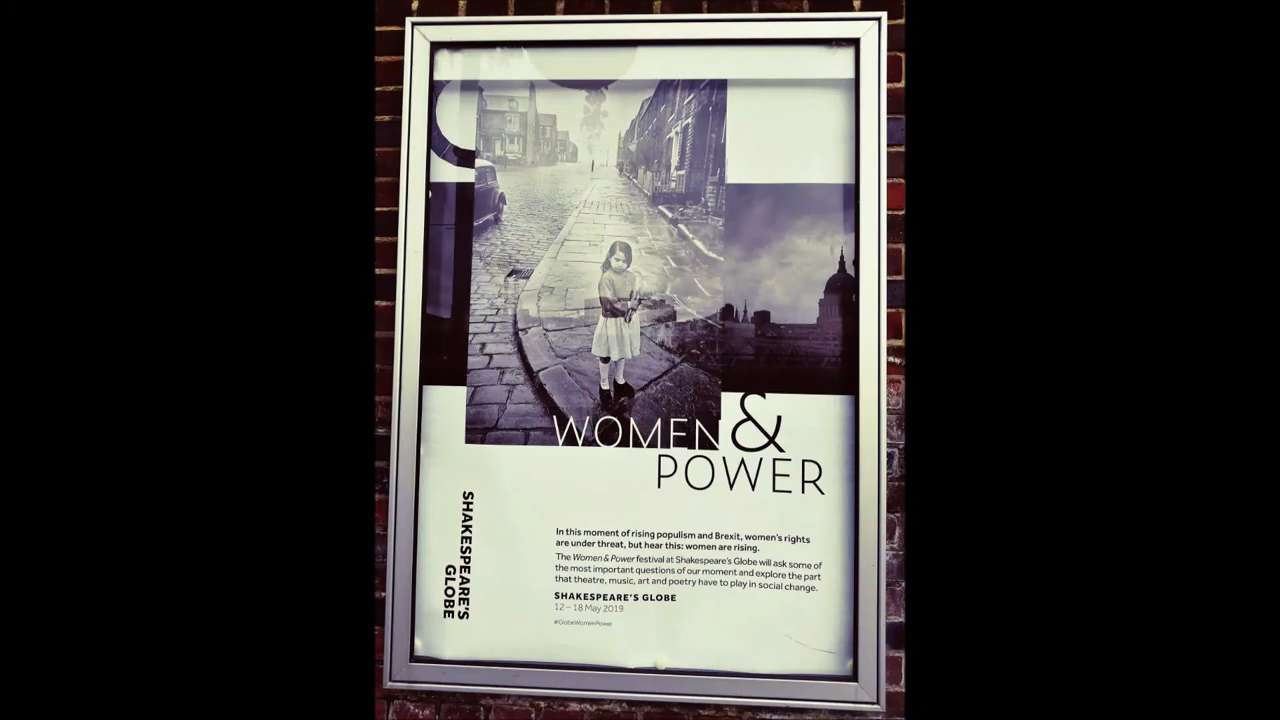 WOMEN &
POWER
In this moment of rising populism and Brexit, women's rights
are under threat, but hear this: women are rising.
The Women & Power festival at Shakespeare's Globe will ask some of
the most important questions of our moment and explore the part
that theatre, music, art and poetry have to play in social change.
SHAKESPEARE'S GLOBE
12 – 18 May 2019
#GlobeWomenPower
SHAKESPEARE'S
GLOBE